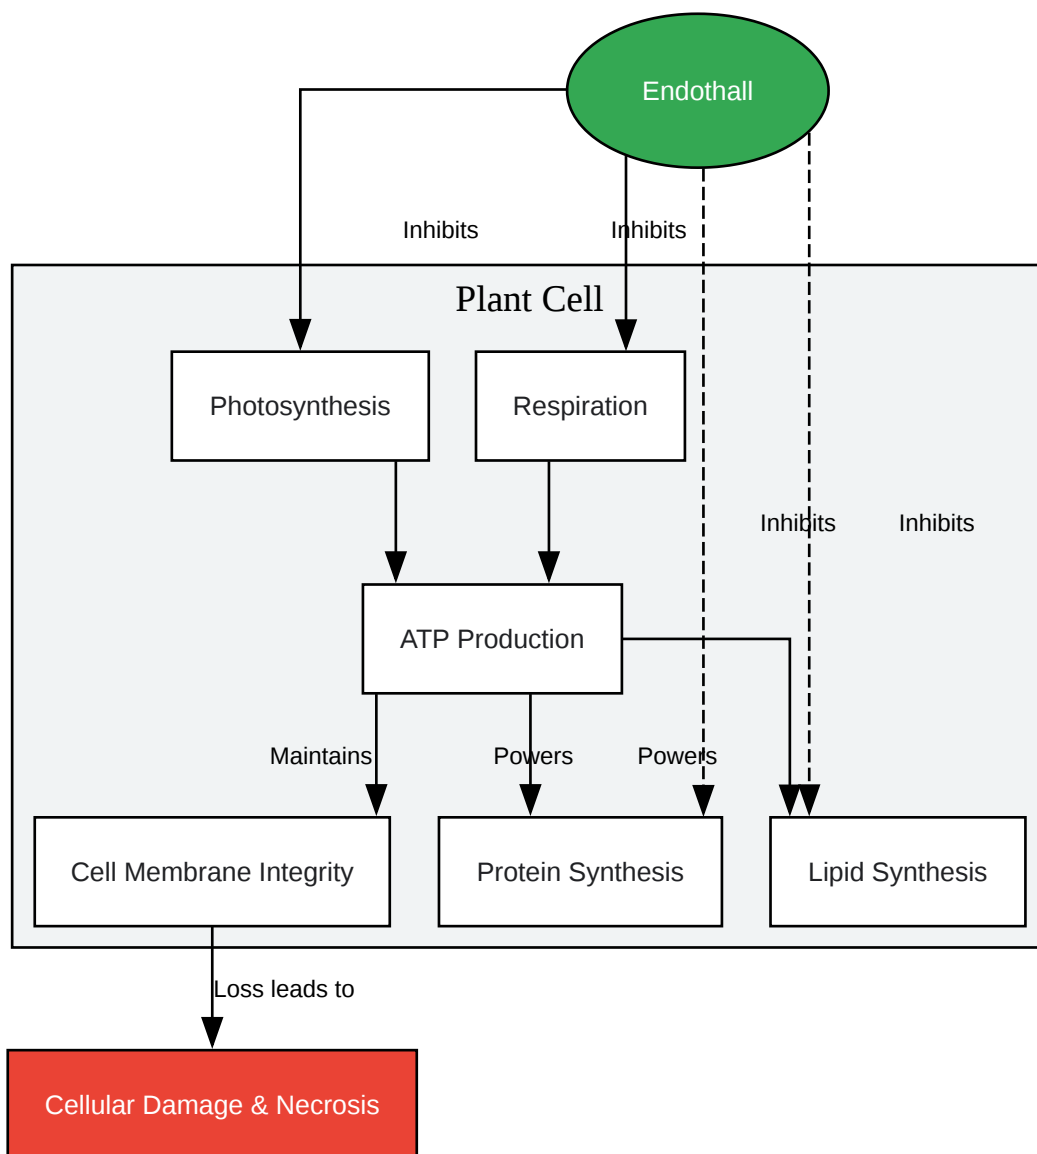 Endothall
Inhibits
Inhibits
Plant Cell
Photosynthesis
Respiration
Inhibits
Inhibits
ATP Production
Maintains
Powers
Powers
Cell Membrane Integrity
Protein Synthesis
Lipid Synthesis
Loss leads to
Cellular Damage & Necrosis